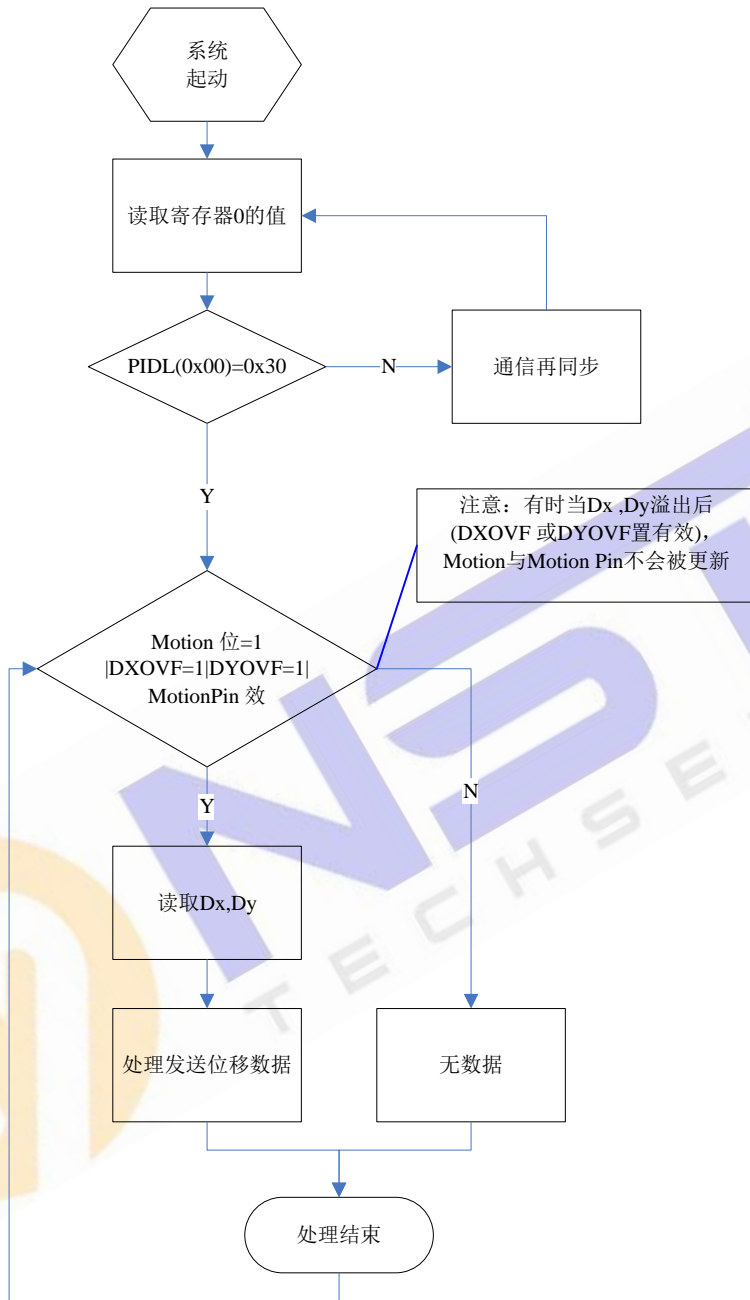 系统
起动
读取寄存器0的值
PIDL(0x00)=0x30
N
通信再同步
Y
注意：有时当Dx ,Dy溢出后
(DXOVF 或DYOVF置有效),
Motion与Motion Pin不会被更新
Motion 位=1
|DXOVF=1|DYOVF=1|
MotionPin 效
Y
N
读取Dx,Dy
处理发送位移数据
无数据
处理结束
NST
TECHSE